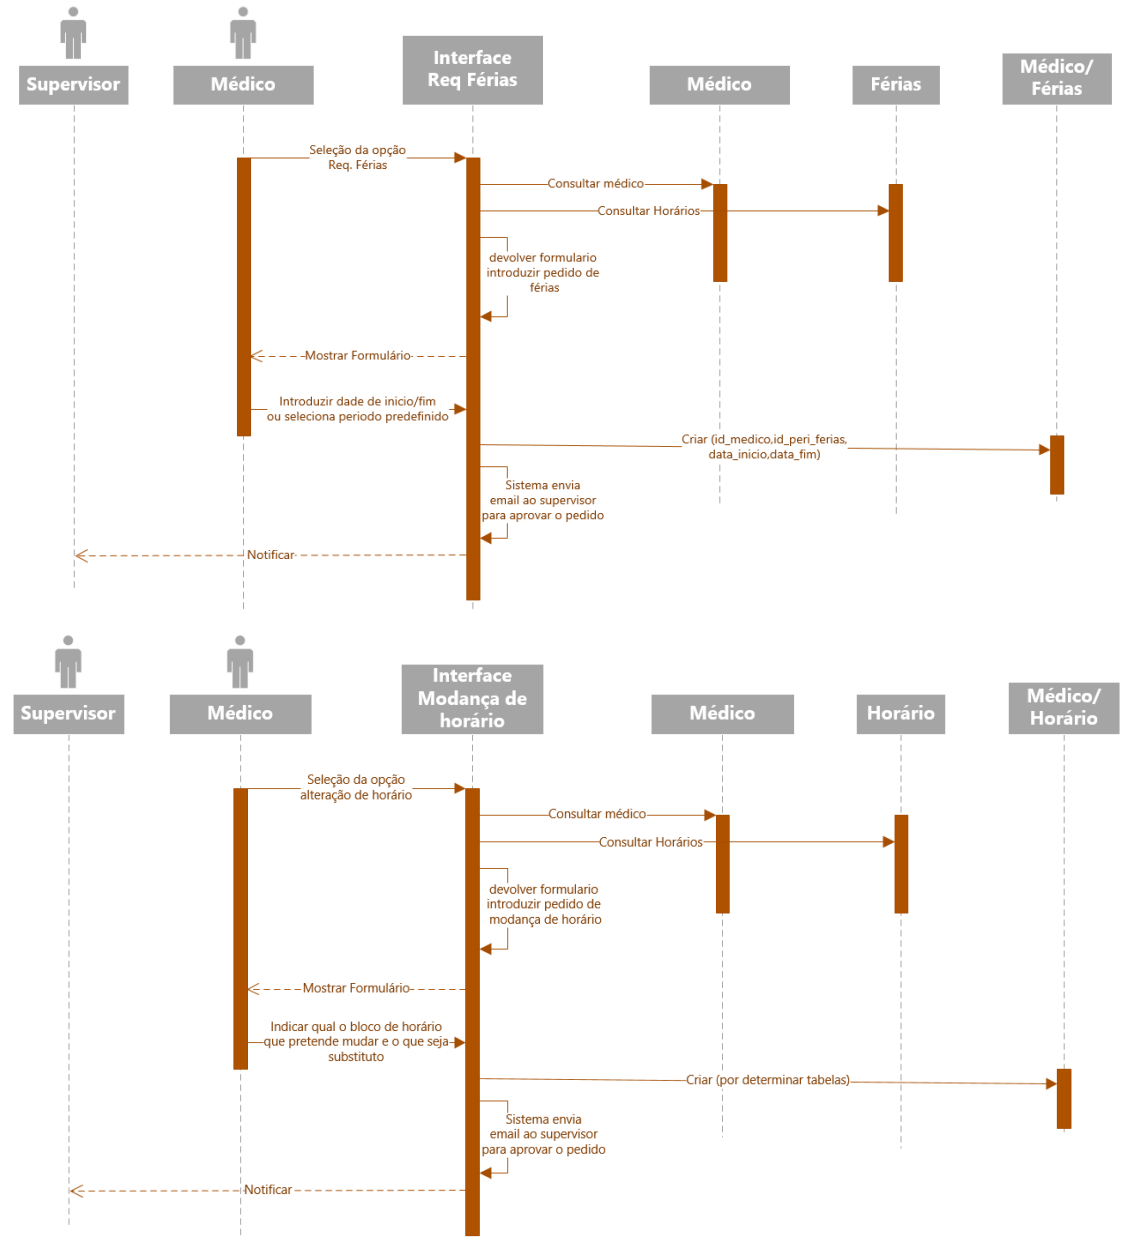 Supervisor
Médico
Interface
Req Férias
Médico
Férias
Médico/
Férias
Seleção da opção
Req. Férias
Consultar médico
Consultar Horários
devolver formulario
introduzir pedido de
férias
Mostrar Formulário
Introduzir dade de inicio/fim
ou seleciona periodo predefinido
Criar (id_medico,id_peri_ferias,
data_inicio,data_fim)
Sistema envia
email ao supervisor
para aprovar o pedido
Notificar
Supervisor
Médico
Interface
Modança de
horário
Médico
Horário
Médico/
Horário
Seleção da opção
alteração de horário
Consultar médico
Consultar Horários
devolver formulario
introduzir pedido de
modança de horário
Mostrar Formulário
Indicar qual o bloco de horário
que pretende mudar e o que seja
substituto
Criar (por determinar tabelas)
Sistema envia
email ao supervisor
para aprovar o pedido
Notificar